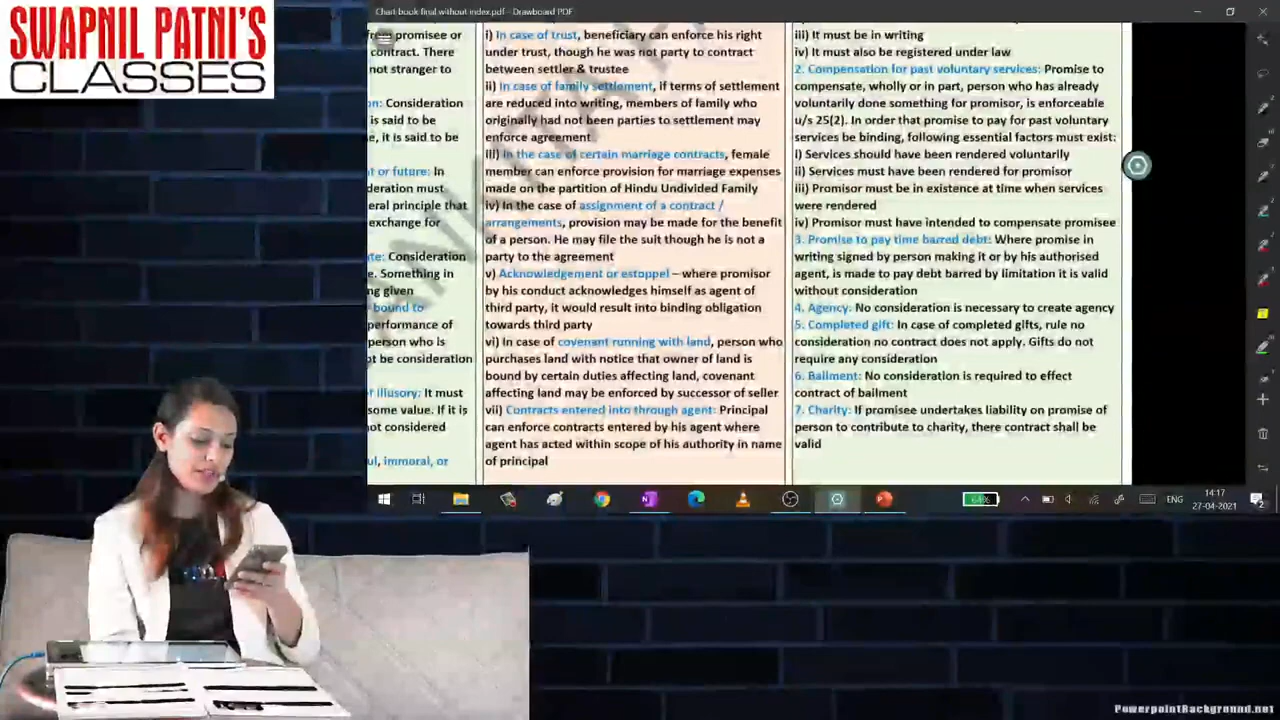 SWAPNIL PATNI'S
CLASSES
Chart book final without index.pdf - Drawboard PDF
from promisee or
contract. There
not stranger to
on: Consideration
is said to be
e, it is said to be
nt or future: In
deration must
eral principle that
exchange for
ate: Consideration
e. Something in
ng given
bound to
performance of
person who is
ot be consideration
f illusory: It must
some value. If it is
not considered
ul, immoral, or
i) In case of trust, beneficiary can enforce his right
under trust, though he was not party to contract
between settler & trustee
ii) In case of family settlement, if terms of settlement
are reduced into writing, members of family who
originally had not been parties to settlement may
enforce agreement
iii) In the case of certain marriage contracts, female
member can enforce provision for marriage expenses
made on the partition of Hindu Undivided Family
iv) In the case of assignment of a contract /
arrangements, provision may be made for the benefit
of a person. He may file the suit though he is not a
party to the agreement
v) Acknowledgement or estoppel – where promisor
by his conduct acknowledges himself as agent of
third party, it would result into binding obligation
towards third party
vi) In case of covenant running with land, person who
purchases land with notice that owner of land is
bound by certain duties affecting land, covenant
affecting land may be enforced by successor of seller
vii) Contracts entered into through agent: Principal
can enforce contracts entered by his agent where
agent has acted within scope of his authority in name
of principal
iii) It must be in writing
iv) It must also be registered under law
2. Compensation for past voluntary services: Promise to
compensate, wholly or in part, person who has already
voluntarily done something for promisor, is enforceable
u/s 25(2). In order that promise to pay for past voluntary
services be binding, following essential factors must exist:
i) Services should have been rendered voluntarily
ii) Services must have been rendered for promisor
iii) Promisor must be in existence at time when services
were rendered
iv) Promisor must have intended to compensate promisee
3. Promise to pay time barred debt: Where promise in
writing signed by person making it or by his authorised
agent, is made to pay debt barred by limitation it is valid
without consideration
4. Agency: No consideration is necessary to create agency
5. Completed gift: In case of completed gifts, rule no
consideration no contract does not apply. Gifts do not
require any consideration
6. Bailment: No consideration is required to effect
contract of bailment
7. Charity: If promisee undertakes liability on promise of
person to contribute to charity, there contract shall be
valid
64%
ENG
14:17
27-04-2021
PowerpointBackground.net